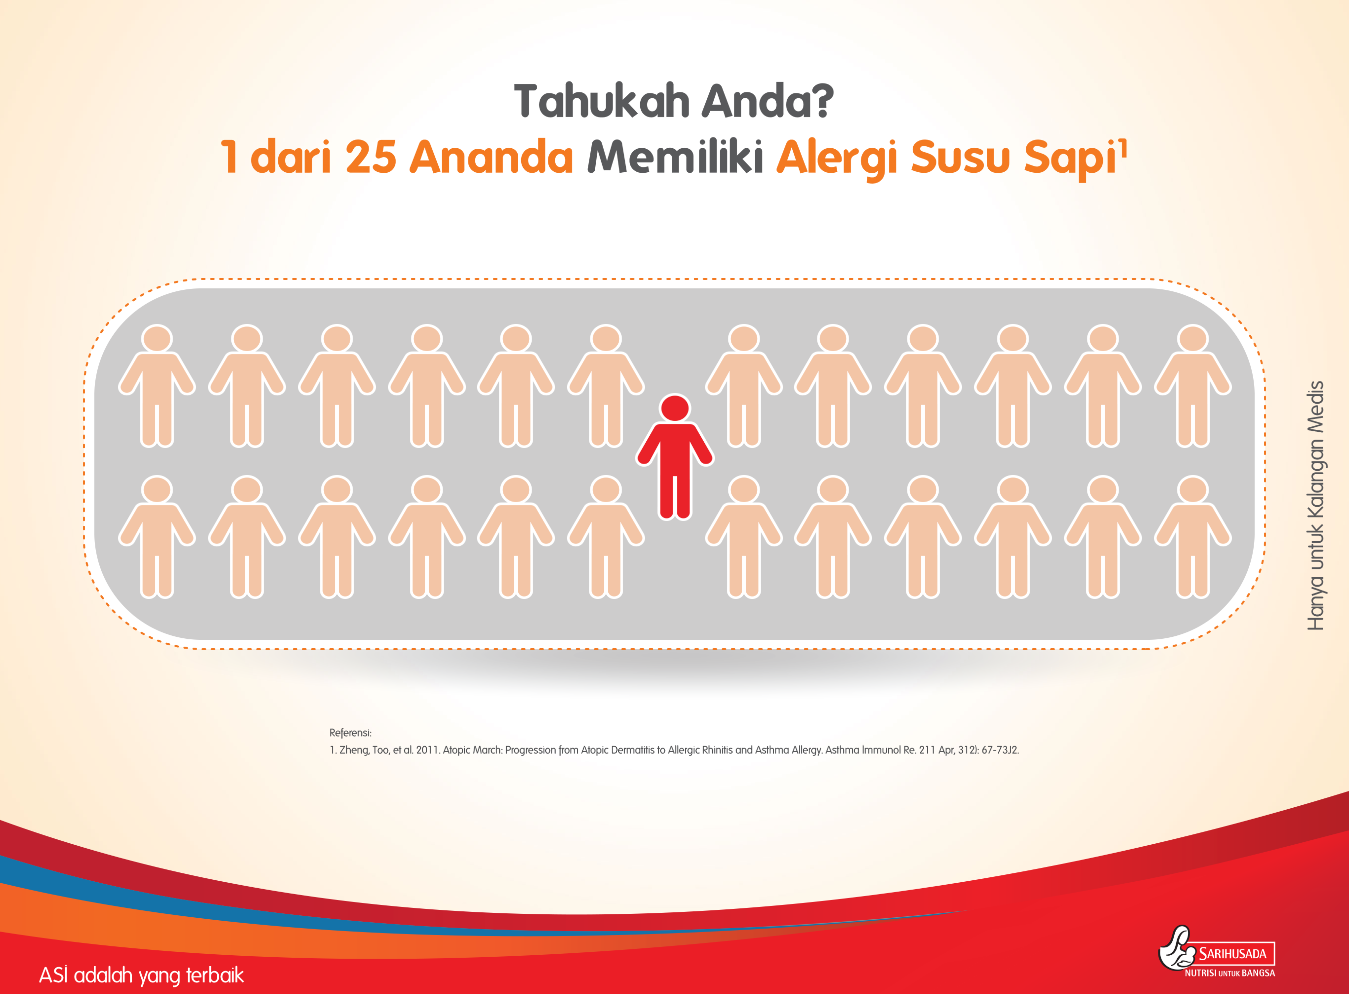 Tahukah Anda?
1 dari 25 Ananda Memiliki Alergi Susu Sapi¹
Hanya untuk Kalangan Medis
Referensi:
1. Zheng, Too, et al. 2011. Atopic March: Progression from Atopic Dermatitis to Allergic Rhinitis and Asthma Allergy. Asthma Immunol Re. 211 Apr, 312): 67-73J2.
ASI adalah yang terbaik
SARIHUSADA
NUTRISI UNTUK BANGSA